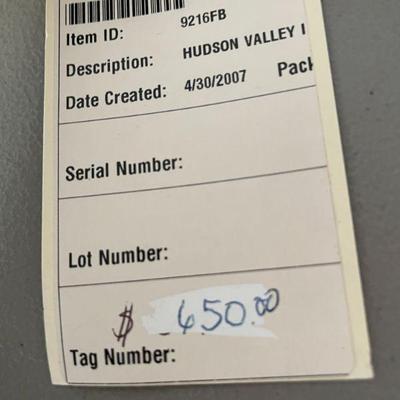 Item ID: 9216FB
Description: HUDSON VALLEY I
Date Created: 4/30/2007 Pack
Serial Number:
Lot Number:
$ 650.00
Tag Number: